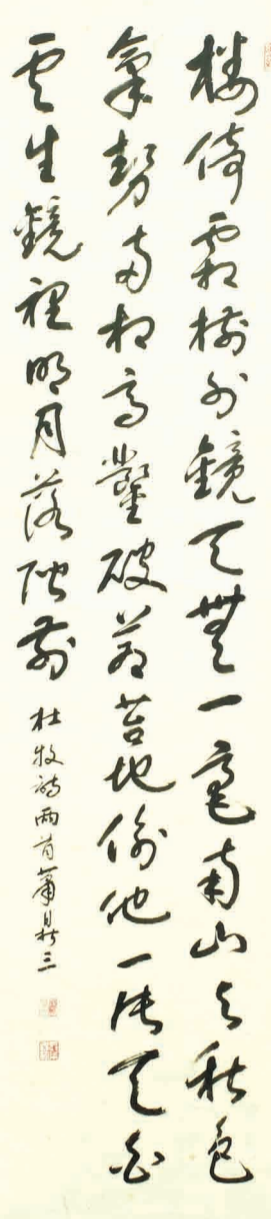 樓倚霜樹外鏡天無一毫南山与秋色
氣勢兩相高鑿破蒼苔地偷他一片天白
雲生鏡裡明月落階前
杜牧詩兩首蕭